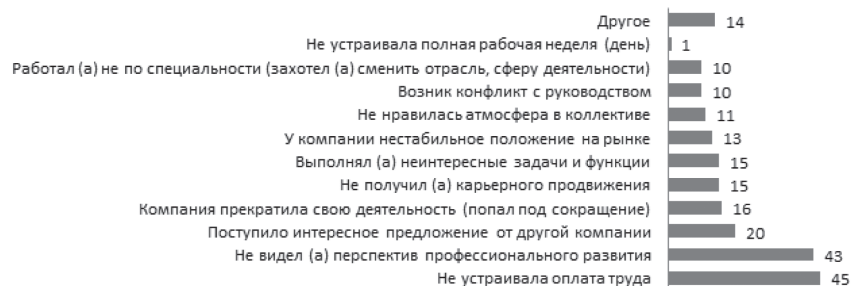 Другое 14
Не устраивала полная рабочая неделя (день) 1
Работал (а) не по специальности (захотел (а) сменить отрасль, сферу деятельности) 10
Возник конфликт с руководством 10
Не нравилась атмосфера в коллективе 11
У компании нестабильное положение на рынке 13
Выполнял (а) неинтересные задачи и функции 15
Не получил (а) карьерного продвижения 15
Компания прекратила свою деятельность (попал под сокращение) 16
Поступило интересное предложение от другой компании 20
Не видел (а) перспектив профессионального развития 43
Не устраивала оплата труда 45